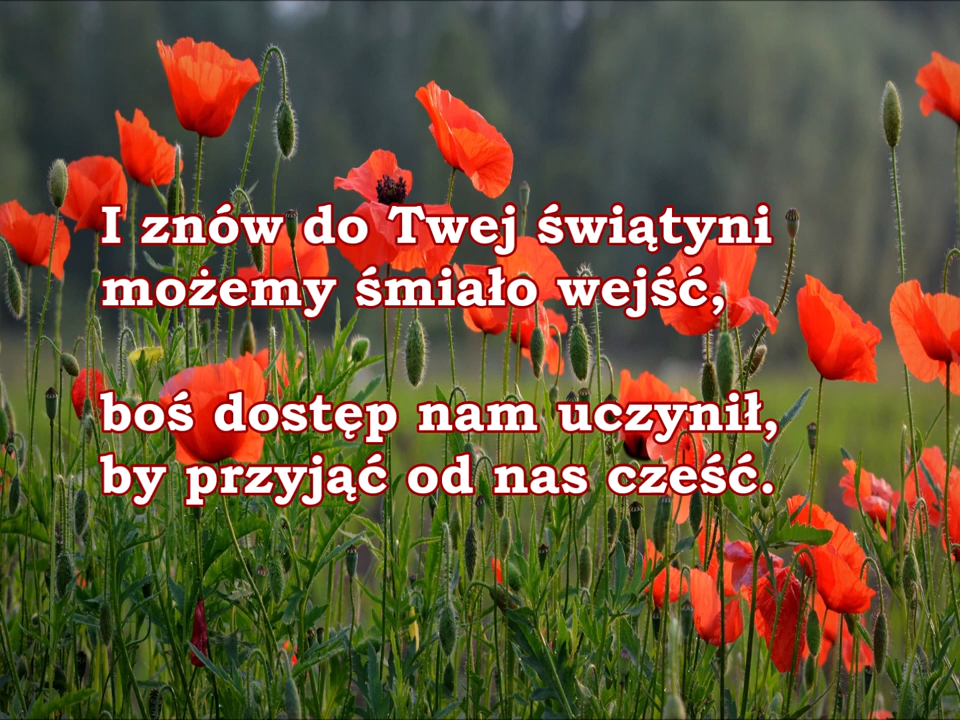 I znów do Twej świątyni
możemy śmiało wejść,
boś dostęp nam uczynił,
by przyjąć od nas cześć.